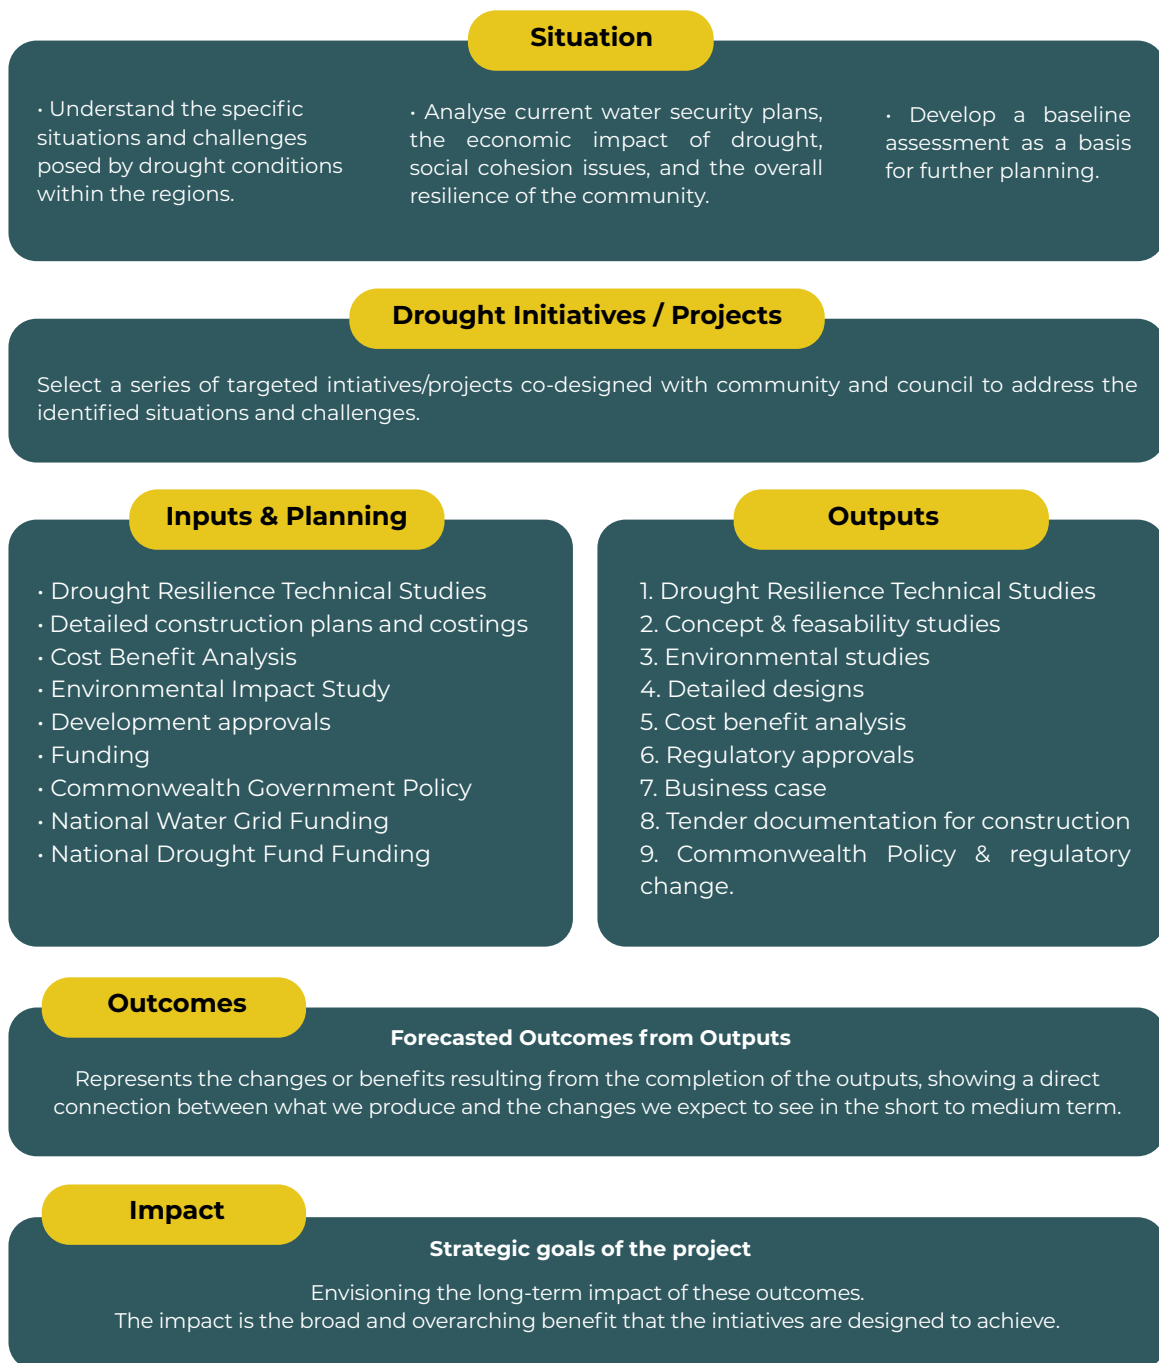 Situation
· Understand the specific
situations and challenges
posed by drought conditions
within the regions.
· Analyse current water security plans,
the economic impact of drought,
social cohesion issues, and the overall
resilience of the community.
· Develop a baseline
assessment as a basis
for further planning.
Drought Initiatives / Projects
Select a series of targeted intiatives/projects co-designed with community and council to address the
identified situations and challenges.
Inputs & Planning
· Drought Resilience Technical Studies
· Detailed construction plans and costings
· Cost Benefit Analysis
· Environmental Impact Study
· Development approvals
· Funding
· Commonwealth Government Policy
· National Water Grid Funding
· National Drought Fund Funding
Outputs
1. Drought Resilience Technical Studies
2. Concept & feasability studies
3. Environmental studies
4. Detailed designs
5. Cost benefit analysis
6. Regulatory approvals
7. Business case
8. Tender documentation for construction
9. Commonwealth Policy & regulatory
change.
Outcomes
Forecasted Outcomes from Outputs
Represents the changes or benefits resulting from the completion of the outputs, showing a direct
connection between what we produce and the changes we expect to see in the short to medium term.
Impact
Strategic goals of the project
Envisioning the long-term impact of these outcomes.
The impact is the broad and overarching benefit that the intiatives are designed to achieve.